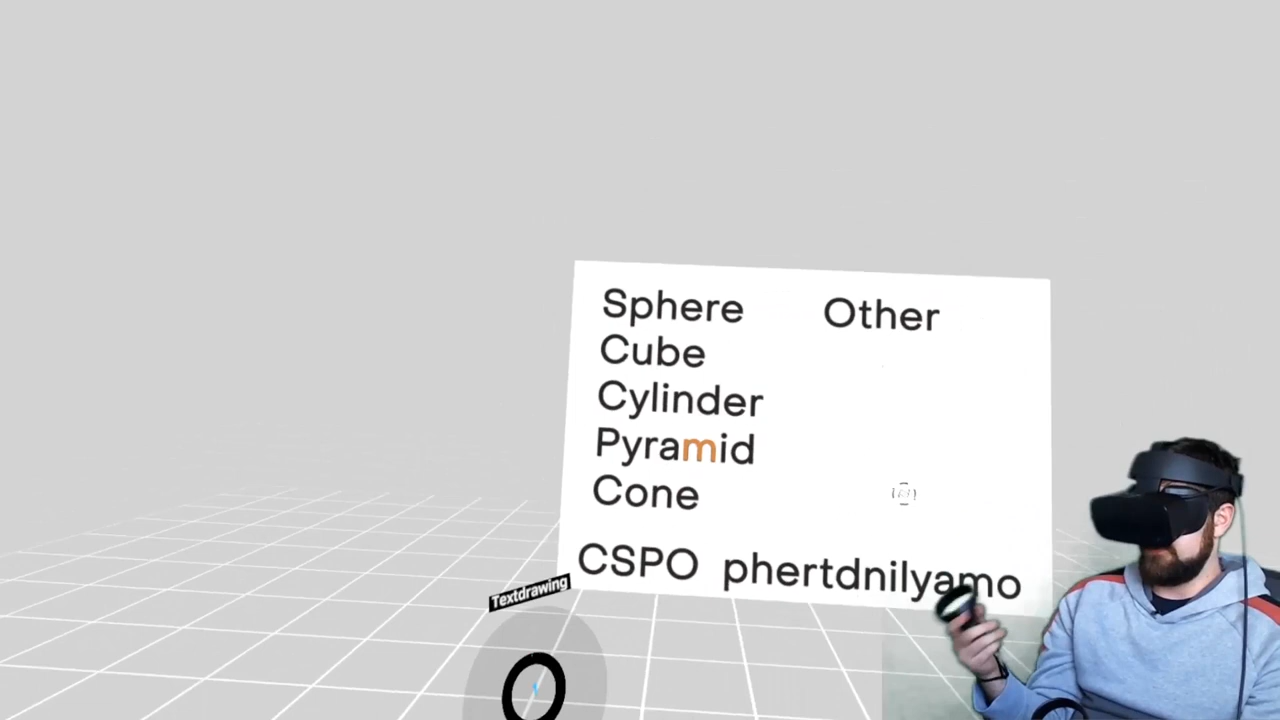 Sphere Other
Cube
Cylinder
Pyramid
Cone
CSPO phertdnilyamo
Textdrawing